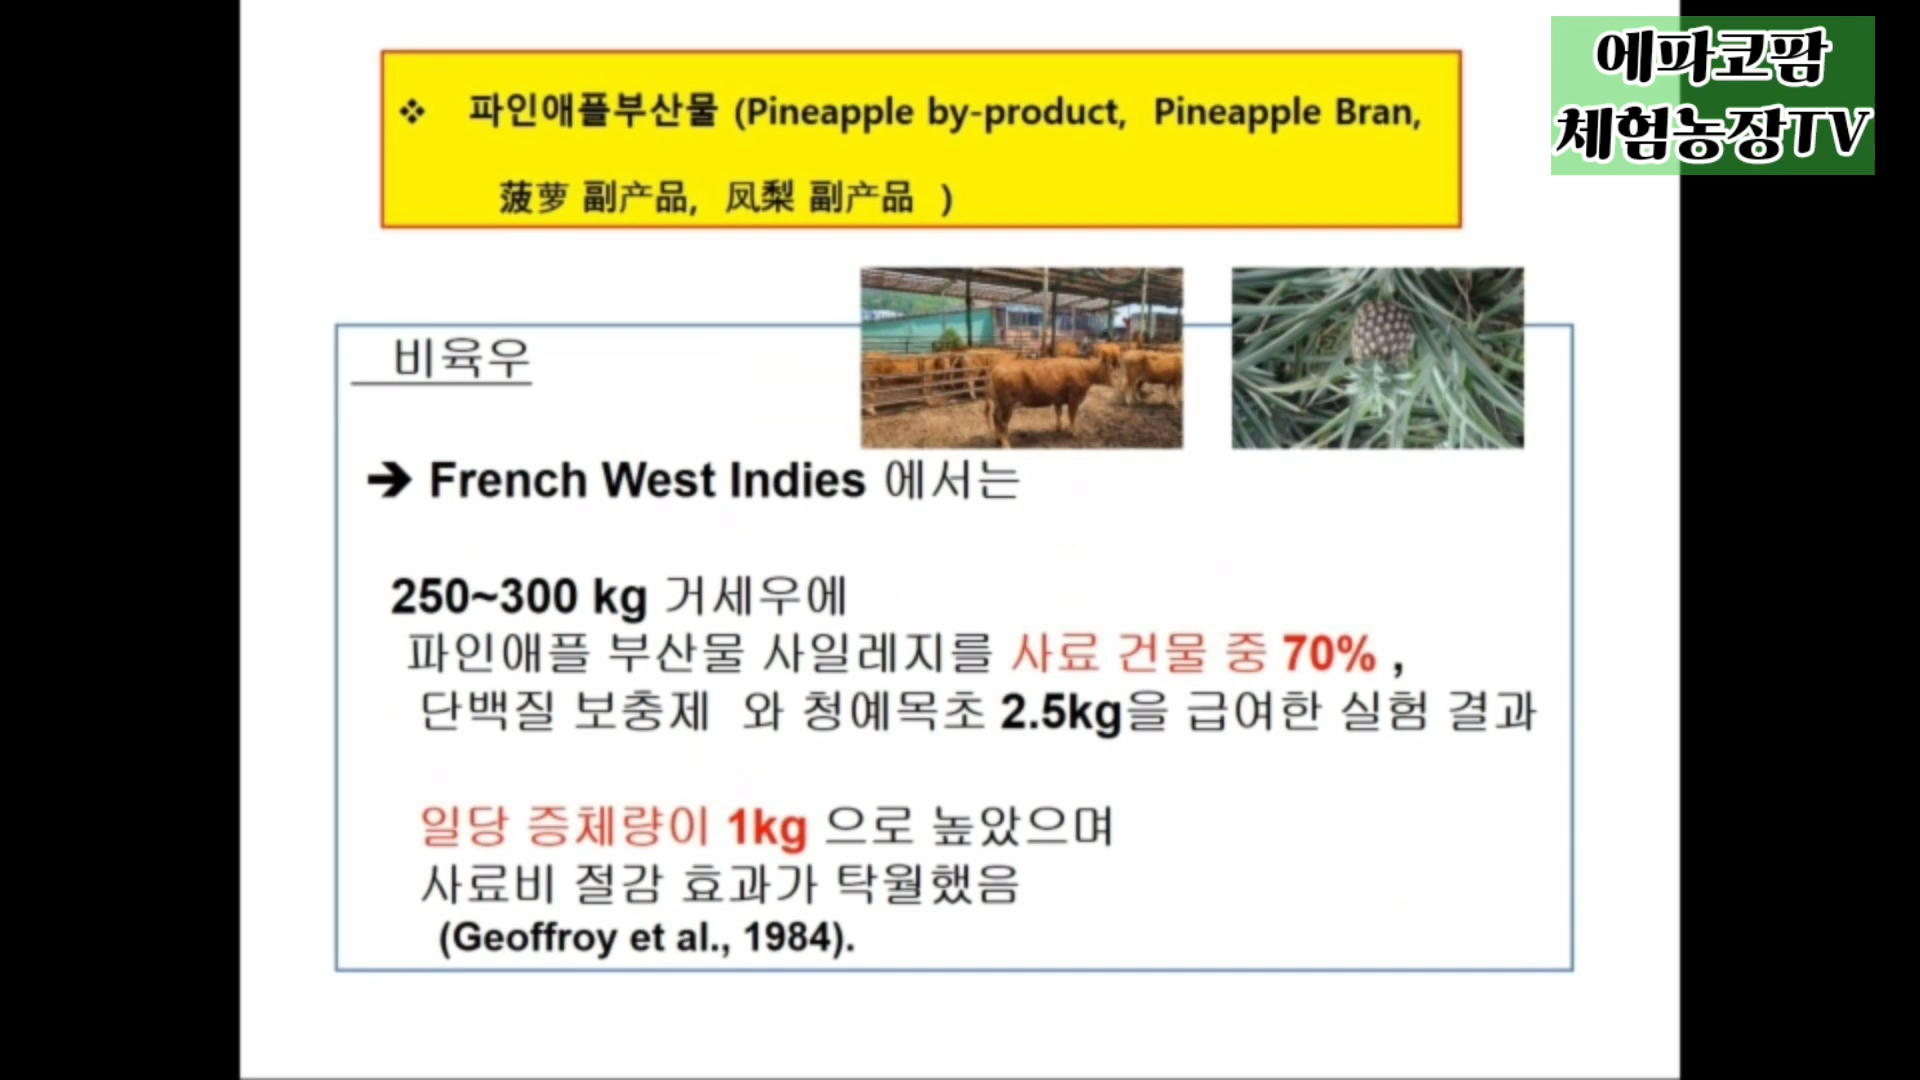 에파코팜
체험농장TV
❖ 파인애플부산물 (Pineapple by-product, Pineapple Bran,
菠萝 副产品, 凤梨 副产品 )
비육우
➔ French West Indies 에서는
250~300 kg 거세우에
파인애플 부산물 사일레지를 사료 건물 중 70% ,
단백질 보충제 와 청예목초 2.5kg을 급여한 실험 결과
일당 증체량이 1kg 으로 높았으며
사료비 절감 효과가 탁월했음
(Geoffroy et al., 1984).